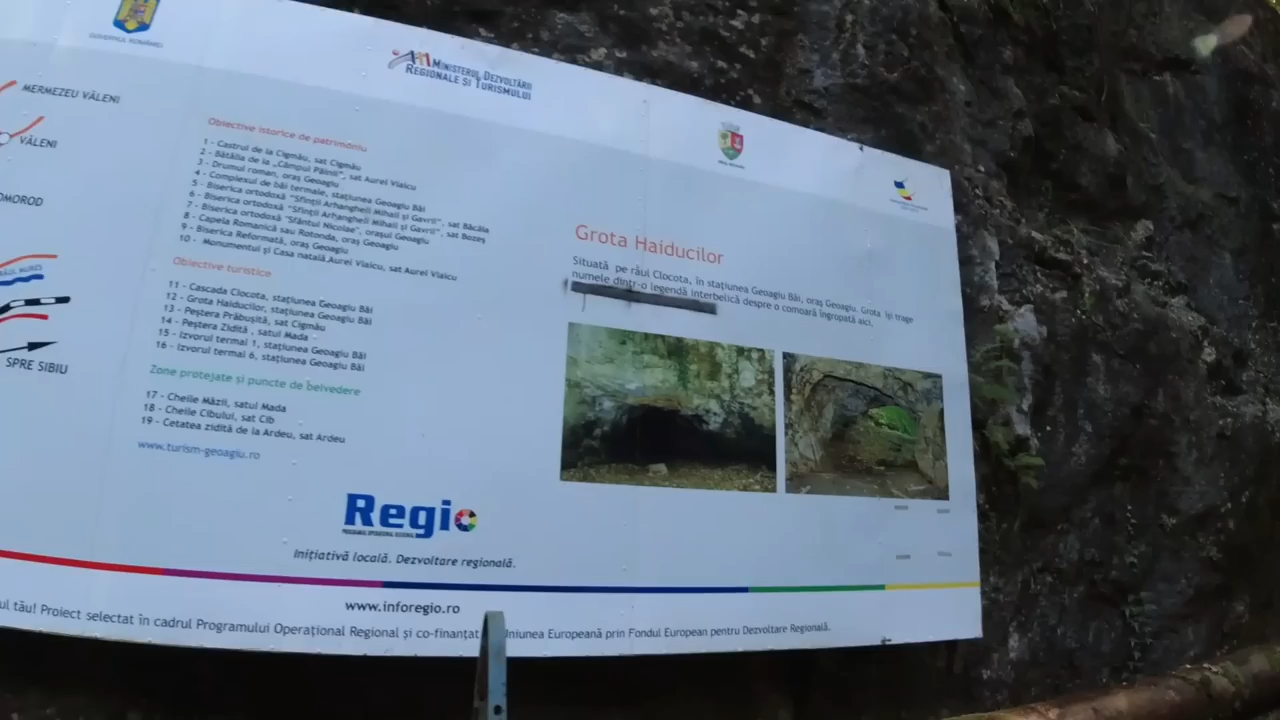 GUVERNUL ROMÂNIEI
MINISTERUL DEZVOLTĂRII
REGIONALE ȘI TURISMULUI
MERMEZEU VĂLENI
VĂLENI
OMOROD
SPRE SIBIU
Obiective istorice de patrimoniu
1 - Castrul de la Cigmău, sat Cigmău
2 - Bătălia de la „Câmpul Pâinii”, sat Aurel Vlaicu
3 - Drumul roman, oraș Geoagiu
4 - Complexul de băi termale, stațiunea Geoagiu Băi
5 - Biserica ortodoxă "Sfinții Arhangheli Mihail și Gavril", sat Băcâia
6 - Biserica ortodoxă "Sfinții Arhangheli Mihail și Gavril", sat Bozeș
7 - Biserica ortodoxă "Sfântul Nicolae", orașul Geoagiu
8 - Capela Romanică sau Rotonda, oraș Geoagiu
9 - Biserica Reformată, oraș Geoagiu
10 - Monumentul și Casa natală Aurel Vlaicu, sat Aurel Vlaicu
Obiective turistice
11 - Cascada Clocota, stațiunea Geoagiu Băi
12 - Grota Haiducilor, stațiunea Geoagiu Băi
13 - Peștera Prăbușită, sat Cigmău
14 - Peștera Zidită , satul Mada
15 - Izvorul termal 1, stațiunea Geoagiu Băi
16 - Izvorul termal 6, stațiunea Geoagiu Băi
Zone protejate și puncte de belvedere
17 - Cheile Măzii, satul Mada
18 - Cheile Cibului, sat Cib
19 - Cetatea zidită de la Ardeu, sat Ardeu
www.turism-geoagiu.ro
Grota Haiducilor
Situată pe râul Clocota, în stațiunea Geoagiu Băi, oraș Geoagiu. Grota își trage
numele dintr-o legendă interbelică despre o comoară îngropată aici.
Regio
PROGRAMUL OPERAȚIONAL REGIONAL
Inițiativă locală. Dezvoltare regională.
www.inforegio.ro
ul tău! Proiect selectat în cadrul Programului Operațional Regional și co-finanțat Uniunea Europeană prin Fondul European pentru Dezvoltare Regională.